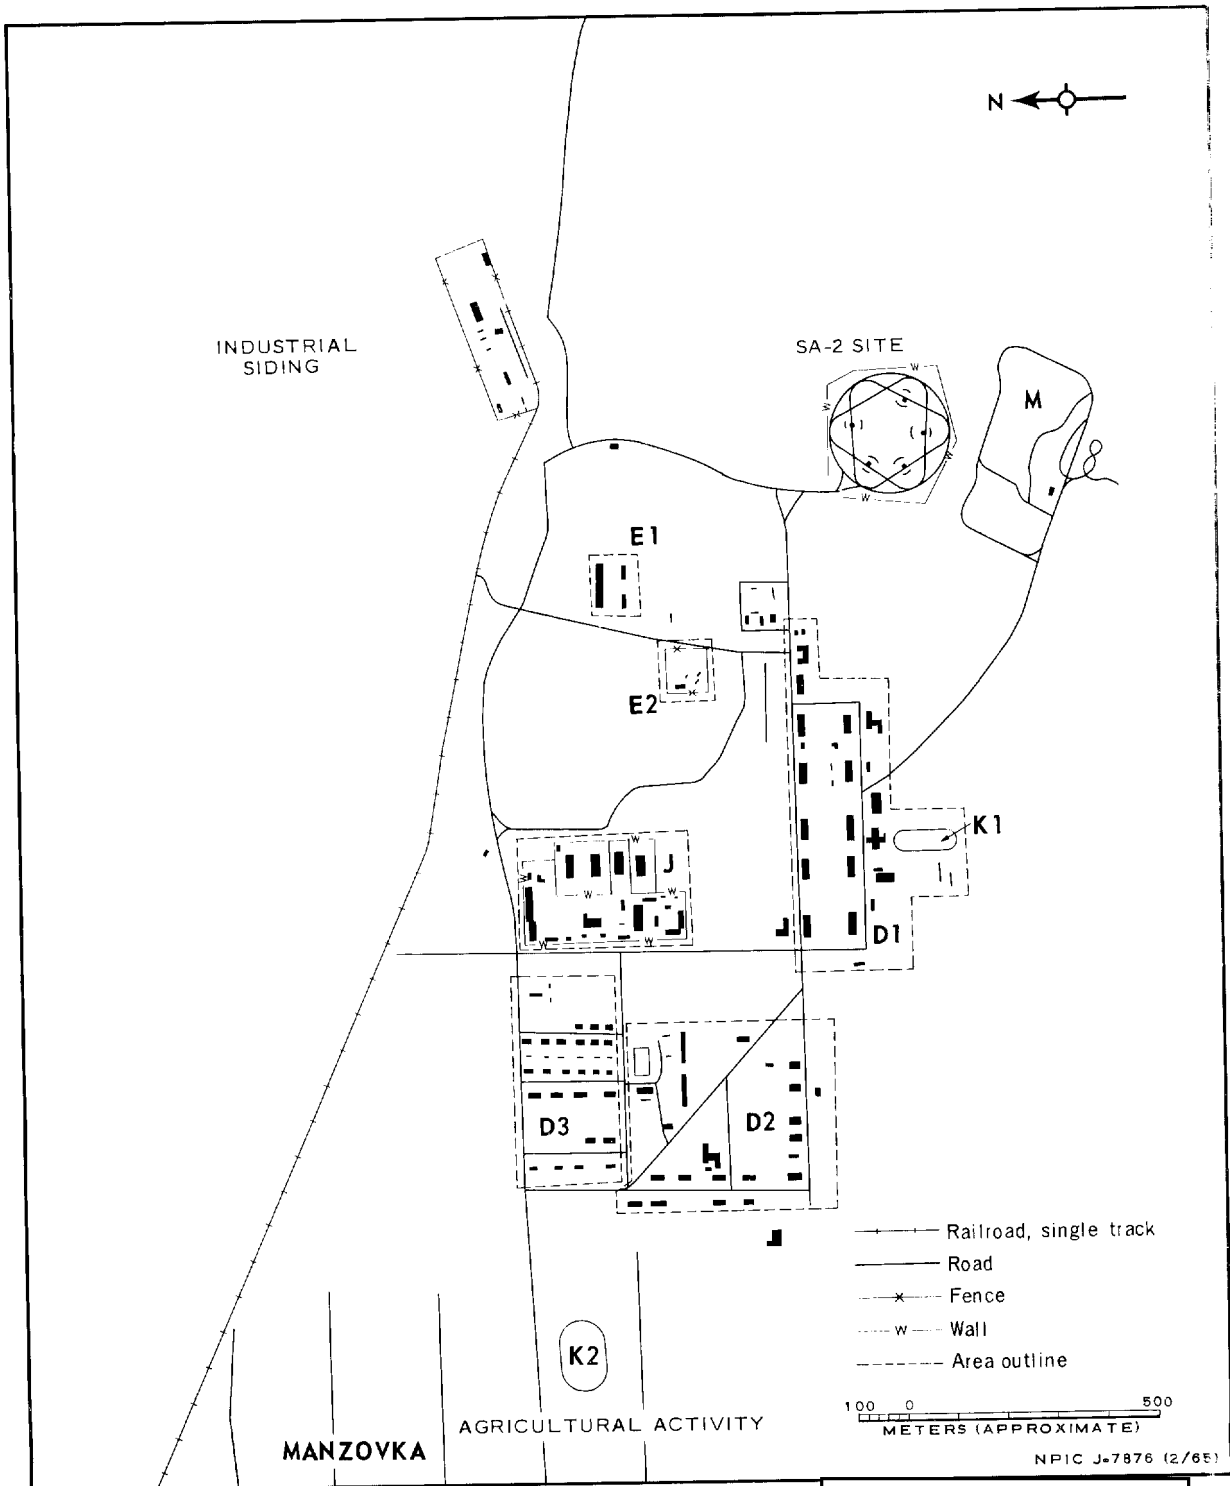 N
INDUSTRIAL
SIDING
SA-2 SITE
W
M
W
W
W
E1
E2
K1
W
J
W
W
W
D1
W
W
D3
D2
Railroad, single track
Road
Fence
W Wall
Area outline
K2
100 0 500
METERS (APPROXIMATE)
AGRICULTURAL ACTIVITY
MANZOVKA
NPIC J-7876 (2/65)